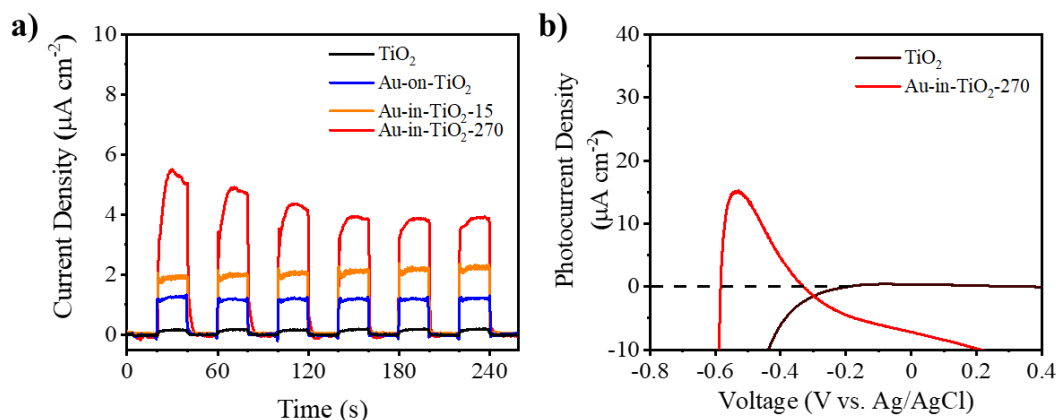 a)
Current Density (μA cm⁻²)
10
8
6
4
2
0
0
60
120
180
240
Time (s)
TiO₂
Au-on-TiO₂
Au-in-TiO₂-15
Au-in-TiO₂-270
b)
Photocurrent Density
(μA cm⁻²)
40
30
20
10
0
-10
-0.8
-0.6
-0.4
-0.2
0
0.2
0.4
Voltage (V vs. Ag/AgCl)
TiO₂
Au-in-TiO₂-270